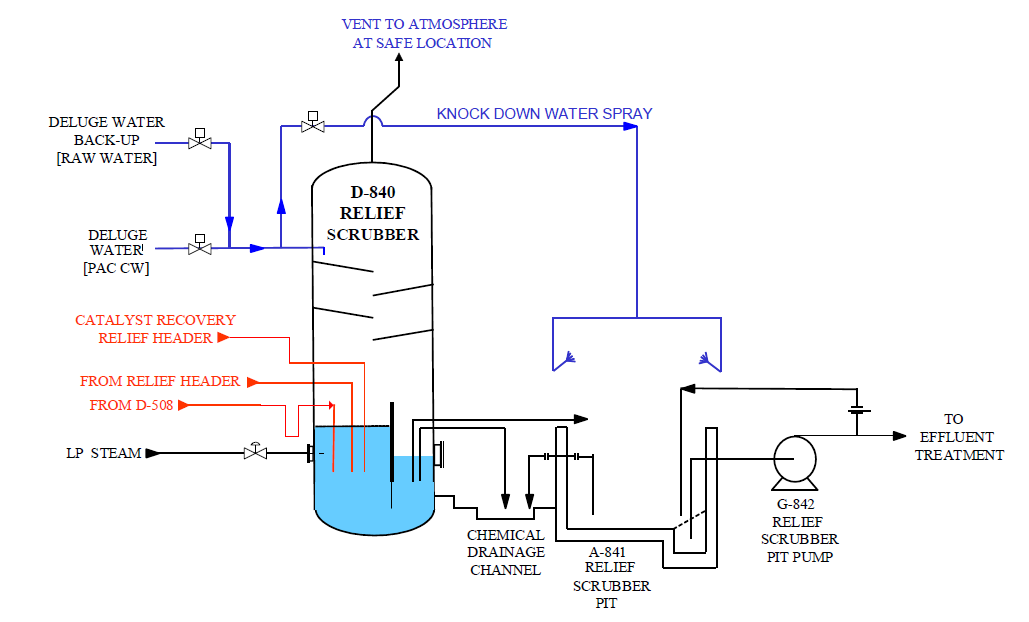 VENT TO ATMOSPHERE
AT SAFE LOCATION
KNOCK DOWN WATER SPRAY
DELUGE WATER
BACK-UP
[RAW WATER]
D-840
RELIEF
SCRUBBER
DELUGE
WATER
[PAC CW]
CATALYST RECOVERY
RELIEF HEADER
FROM RELIEF HEADER
FROM D-508
LP STEAM
TO
EFFLUENT
TREATMENT
G-842
RELIEF
SCRUBBER
PIT PUMP
CHEMICAL
DRAINAGE
CHANNEL
A-841
RELIEF
SCRUBBER
PIT